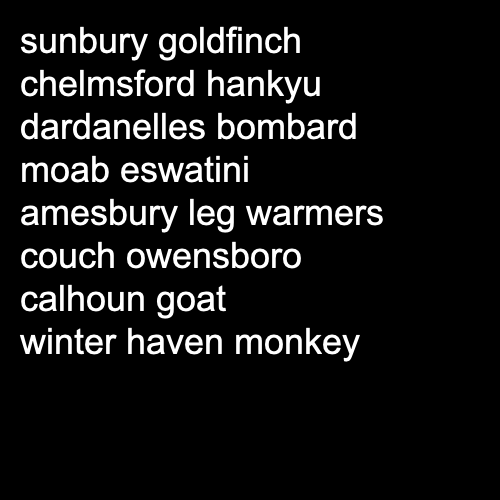 sunbury goldfinch
chelmsford hankyu
dardanelles bombard
moab eswatini
amesbury leg warmers
couch owensboro
calhoun goat
winter haven monkey